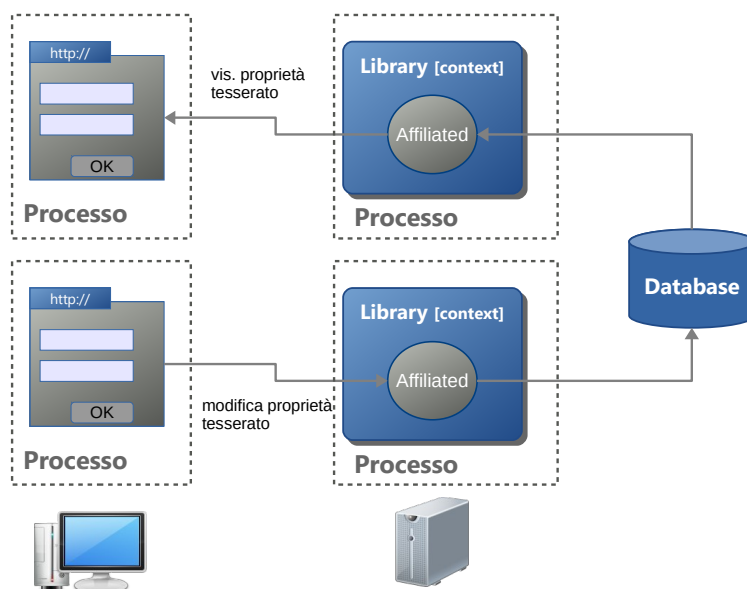 http://
OK
Processo
vis. proprietà
tesserato
Library [context]
Affiliated
Processo
Database
http://
OK
Processo
modifica proprietà
tesserato
Library [context]
Affiliated
Processo